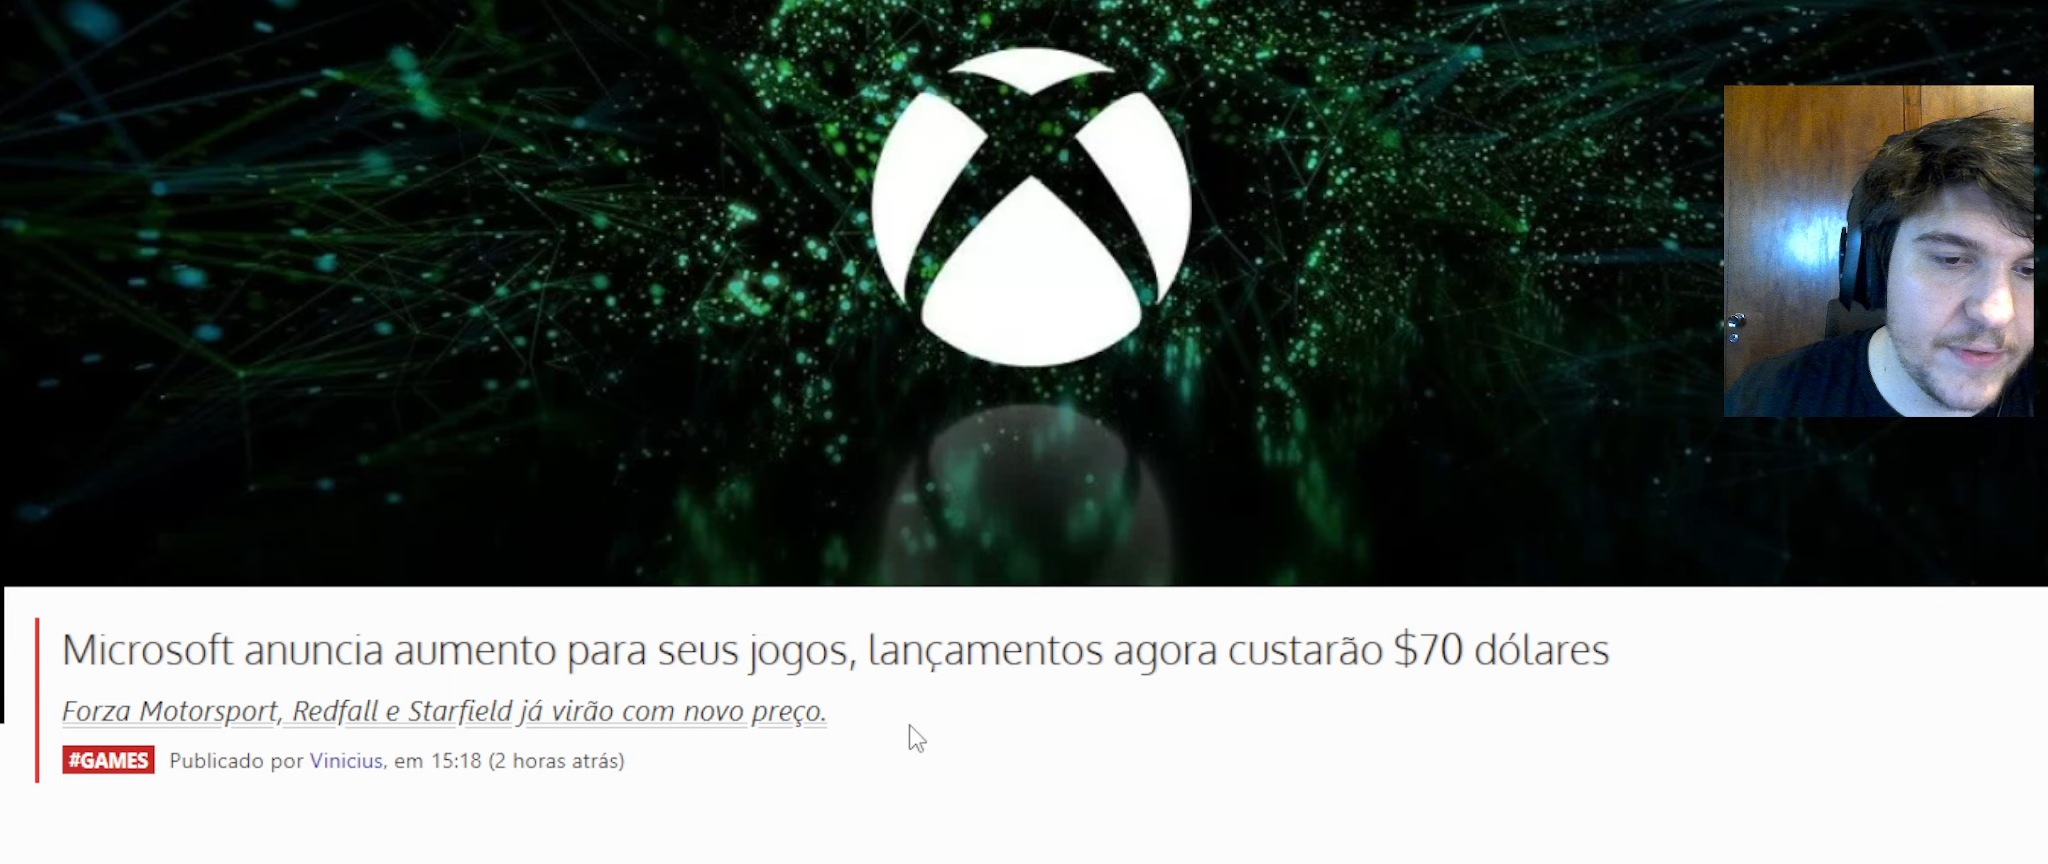 Microsoft anuncia aumento para seus jogos, lançamentos agora custarão $70 dólares
Forza Motorsport, Redfall e Starfield já virão com novo preço.
#GAMES Publicado por Vinicius, em 15:18 (2 horas atrás)